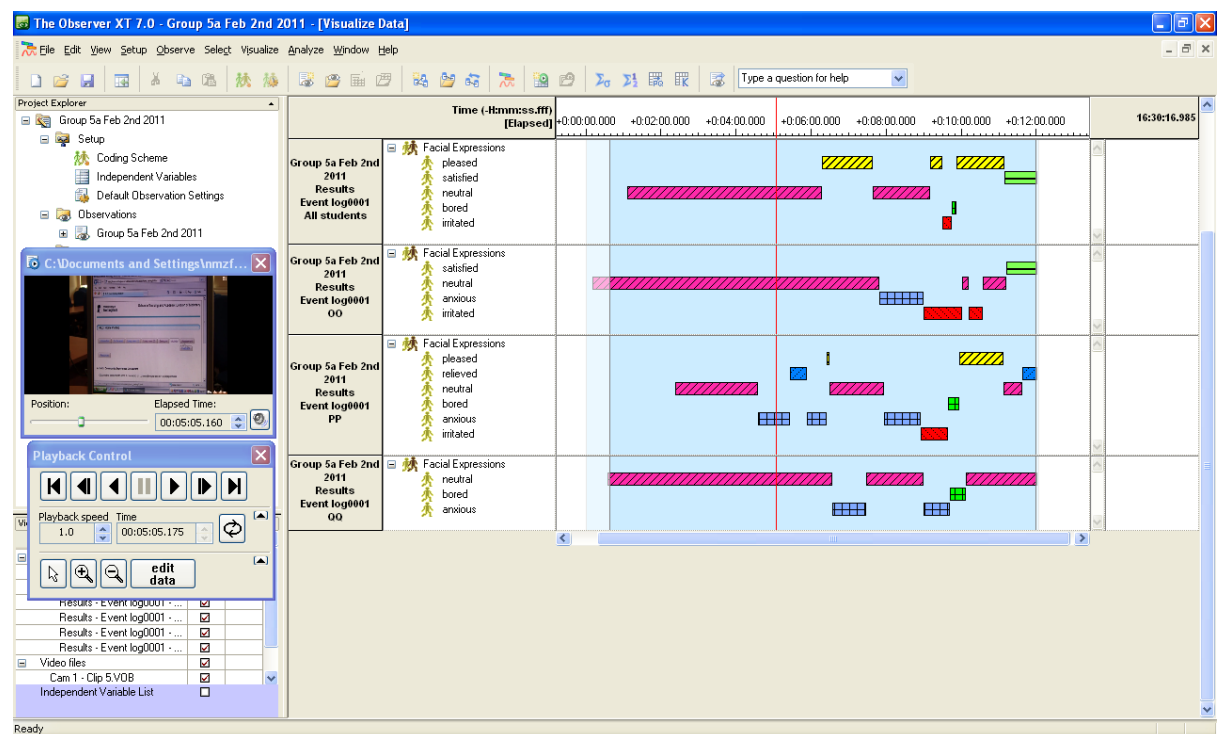 The Observer XT 7.0 - Group 5a Feb 2nd 2011 - [Visualize Data]
File Edit View Setup Observe Select Visualize Analyze Window Help
Type a question for help
Project Explorer
Group 5a Feb 2nd 2011
Setup
Coding Scheme
Independent Variables
Default Observation Settings
Observations
Group 5a Feb 2nd 2011
C:\Documents and Settings\nmzf...
Position:
Elapsed Time:
00:05:05.160
Playback Control
Playback speed Time
1.0
00:05:05.175
edit data
Results - Event log0001 - ...
Results - Event log0001 - ...
Results - Event log0001 - ...
Results - Event log0001 - ...
Video files
Cam 1 - Clip 5.VOB
Independent Variable List
Time (-H:mm:ss.fff)
[Elapsed]
+0:00:00.000 +0:02:00.000 +0:04:00.000 +0:06:00.000 +0:08:00.000 +0:10:00.000 +0:12:00.000
16:30:16.985
Group 5a Feb 2nd
2011
Results
Event log0001
All students
Facial Expressions
pleased
satisfied
neutral
bored
irritated
Group 5a Feb 2nd
2011
Results
Event log0001
OO
Facial Expressions
satisfied
neutral
anxious
irritated
Group 5a Feb 2nd
2011
Results
Event log0001
PP
Facial Expressions
pleased
relieved
neutral
bored
anxious
irritated
Group 5a Feb 2nd
2011
Results
Event log0001
QQ
Facial Expressions
neutral
bored
anxious
Ready